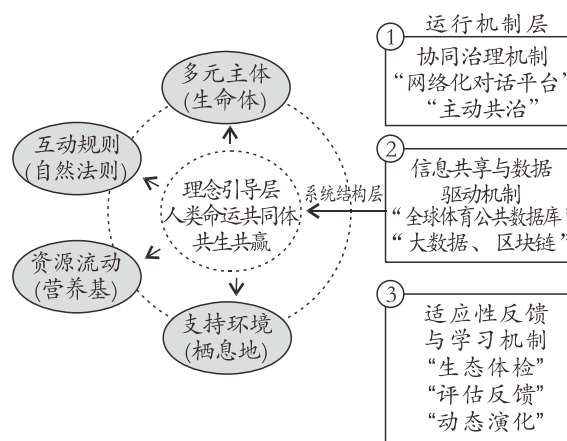 多元主体
(生命体)
互动规则
(自然法则)
理念引导层
人类命运共同体
共生共赢
资源流动
(营养基)
支持环境
(栖息地)
系统结构层
运行机制层
1
协同治理机制
“网络化对话平台”
“主动共治”
2
信息共享与数据
驱动机制
“全球体育公共数据库”
“大数据、区块链”
3
适应性反馈
与学习机制
“生态体检”
“评估反馈”
“动态演化”